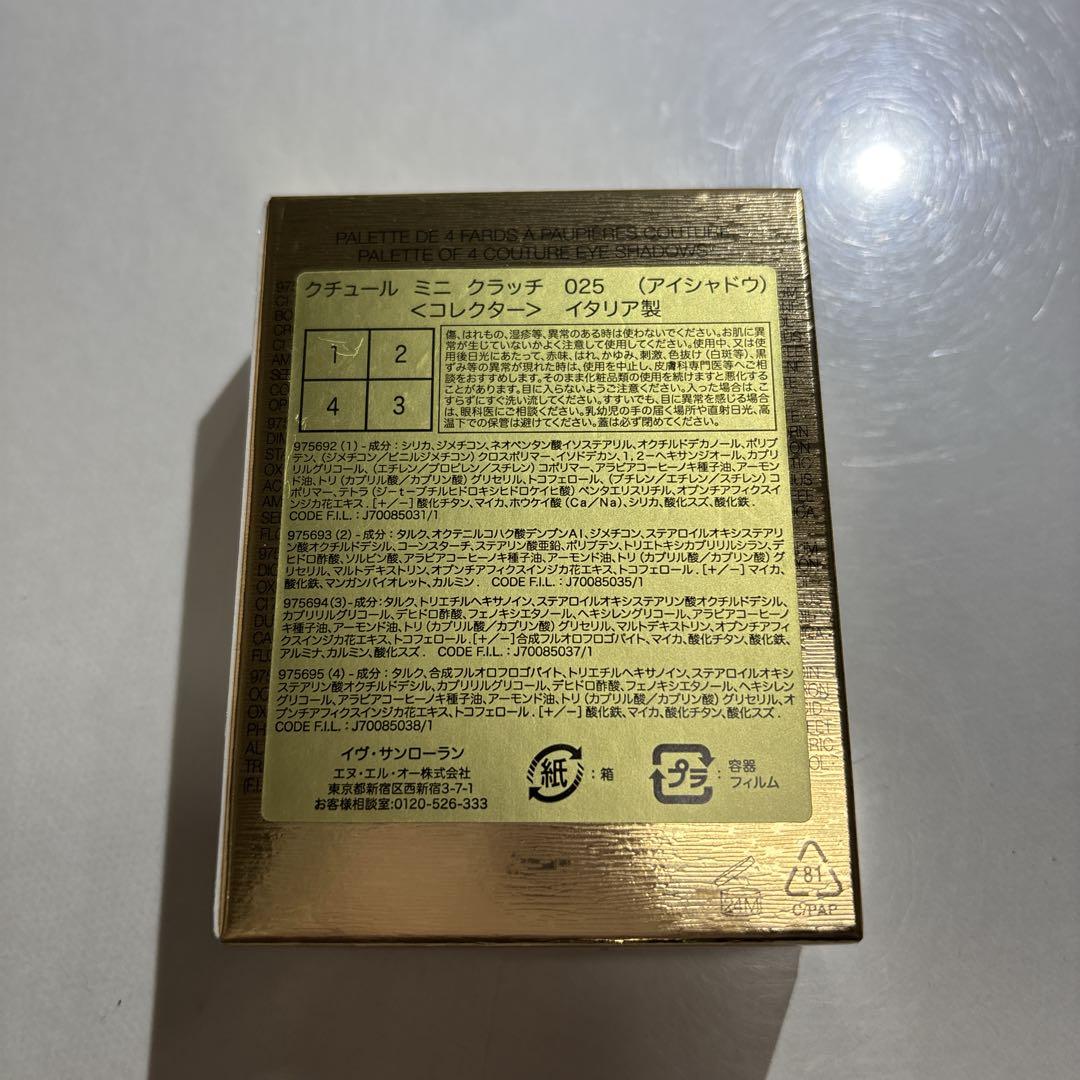 PALETTE DE 4 FARDS À PAUPIÈRES COUTURE
PALETTE OF 4 COUTURE EYE SHADOWS
クチュール ミニ クラッチ 025 (アイシャドウ)
<コレクター> イタリア製
1 2
4 3
傷、はれもの、湿疹等、異常のある時は使わないでください。お肌に異
常が生じていないかよく注意して使用してください。使用中、又は使
用後日光にあたって、赤味、はれ、かゆみ、刺激、色抜け(白斑等)、黒
ずみ等の異常が現れた時は、使用を中止し、皮膚科専門医等へご相
談をおすすめします。そのまま化粧品類の使用を続けますと悪化する
ことがあります。目に入らないようご注意ください。入った場合は、こ
すらずにすぐ洗い流してください。すすいでも、目に異常を感じる場合
は、眼科医にご相談ください。乳幼児の手の届く場所や直射日光、高
温下での保管は避けてください。蓋は必ず閉めてください。
975692 (1) - 成分:シリカ、ジメチコン、ネオペンタン酸イソステアリル、オクチルドデカノール、ポリブ
テン、(ジメチコン/ビニルジメチコン) クロスポリマー、イソドデカン、1, 2-ヘキサンジオール、カプ
リルグリコール、(エチレン/プロピレン/スチレン) コポリマー、アラビアコーヒーノキ種子油、アーモン
ド油、トリ (カプリル酸/カプリン酸) グリセリル、トコフェロール、(ブチレン/エチレン/スチレン) コ
ポリマー、テトラ (ジ-t-ブチルヒドロキシヒドロケイヒ酸) ペンタエリスリチル、オプンチアフィクスイ
ンジカ花エキス . [+/-] 酸化チタン、マイカ、ホウケイ酸 (Ca/Na)、シリカ、酸化スズ、酸化鉄 .
CODE F.I.L. : J70085031/1
975693 (2) - 成分:タルク、オクテニルコハク酸デンプンAl、ジメチコン、ステアロイルオキシステアリ
ン酸オクチルドデシル、コーンスターチ、ステアリン酸亜鉛、ポリブテン、トリエトキシカプリリルシラン、デ
ヒドロ酢酸、ソルビン酸、アラビアコーヒーノキ種子油、アーモンド油、トリ (カプリル酸/カプリン酸) グ
リセリル、マルトデキストリン、オプンチアフィクスインジカ花エキス、トコフェロール . [+/-] マイカ、
酸化鉄、マンガンバイオレット、カルミン . CODE F.I.L. : J70085035/1
975694(3)- 成分:タルク、トリエチルヘキサノイン、ステアロイルオキシステアリン酸オクチルドデシル、
カプリリルグリコール、デヒドロ酢酸、フェノキシエタノール、ヘキシレングリコール、アラビアコーヒーノ
キ種子油、アーモンド油、トリ (カプリル酸/カプリン酸) グリセリル、マルトデキストリン、オプンチアフィ
クスインジカ花エキス、トコフェロール . [+/-]合成フルオロフロゴパイト、マイカ、酸化チタン、酸化鉄、
アルミナ、カルミン、酸化スズ . CODE F.I.L. : J70085037/1
975695 (4) - 成分:タルク、合成フルオロフロゴパイト、トリエチルヘキサノイン、ステアロイルオキシ
ステアリン酸オクチルドデシル、カプリリルグリコール、デヒドロ酢酸、フェノキシエタノール、ヘキシレン
グリコール、アラビアコーヒーノキ種子油、アーモンド油、トリ (カプリル酸/カプリン酸) グリセリル、オ
プンチアフィクスインジカ花エキス、トコフェロール . [+/-] 酸化鉄、マイカ、酸化チタン、酸化スズ .
CODE F.I.L. : J70085038/1
イヴ・サンローラン
エヌ・エル・オー株式会社
東京都新宿区西新宿3-7-1
お客様相談室:0120-526-333
紙 : 箱
プラ : 容器
フィルム
24M
81
C/PAP